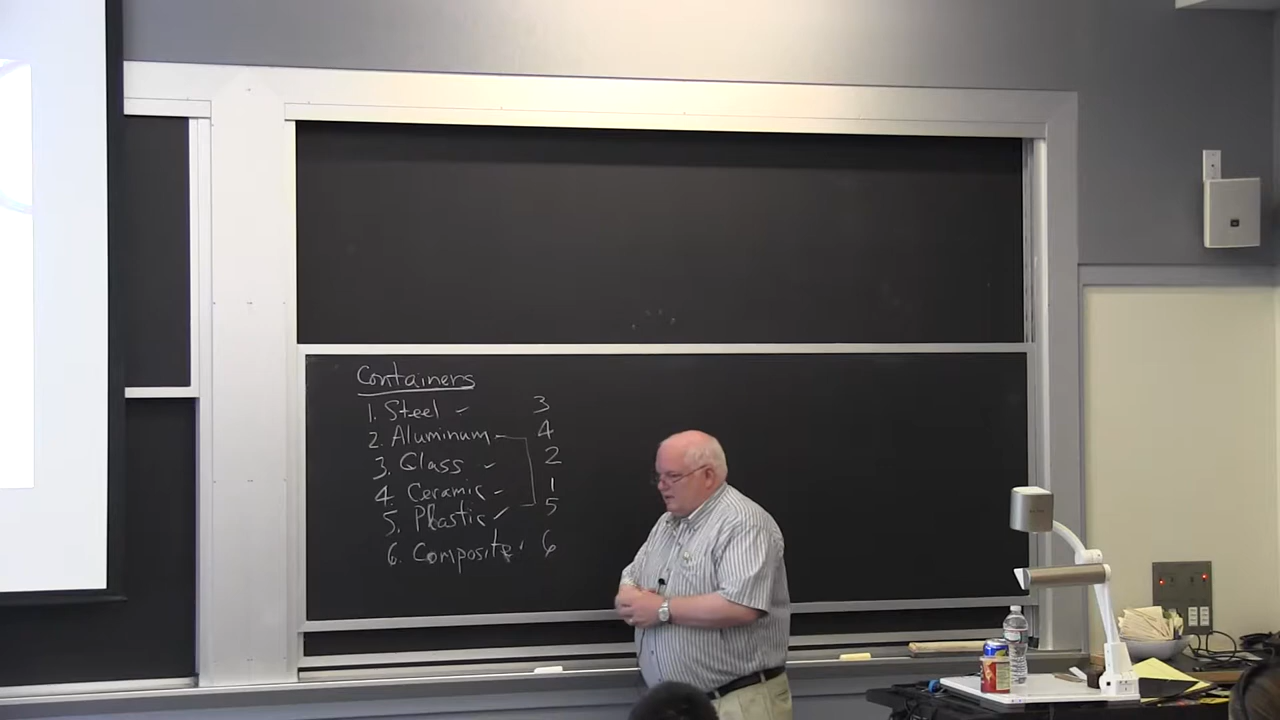 Containers
1. Steel - 3
2. Aluminum - 4
3. Glass - 2
4. Ceramic - 1
5. Plastic - 5
6. Composite 6